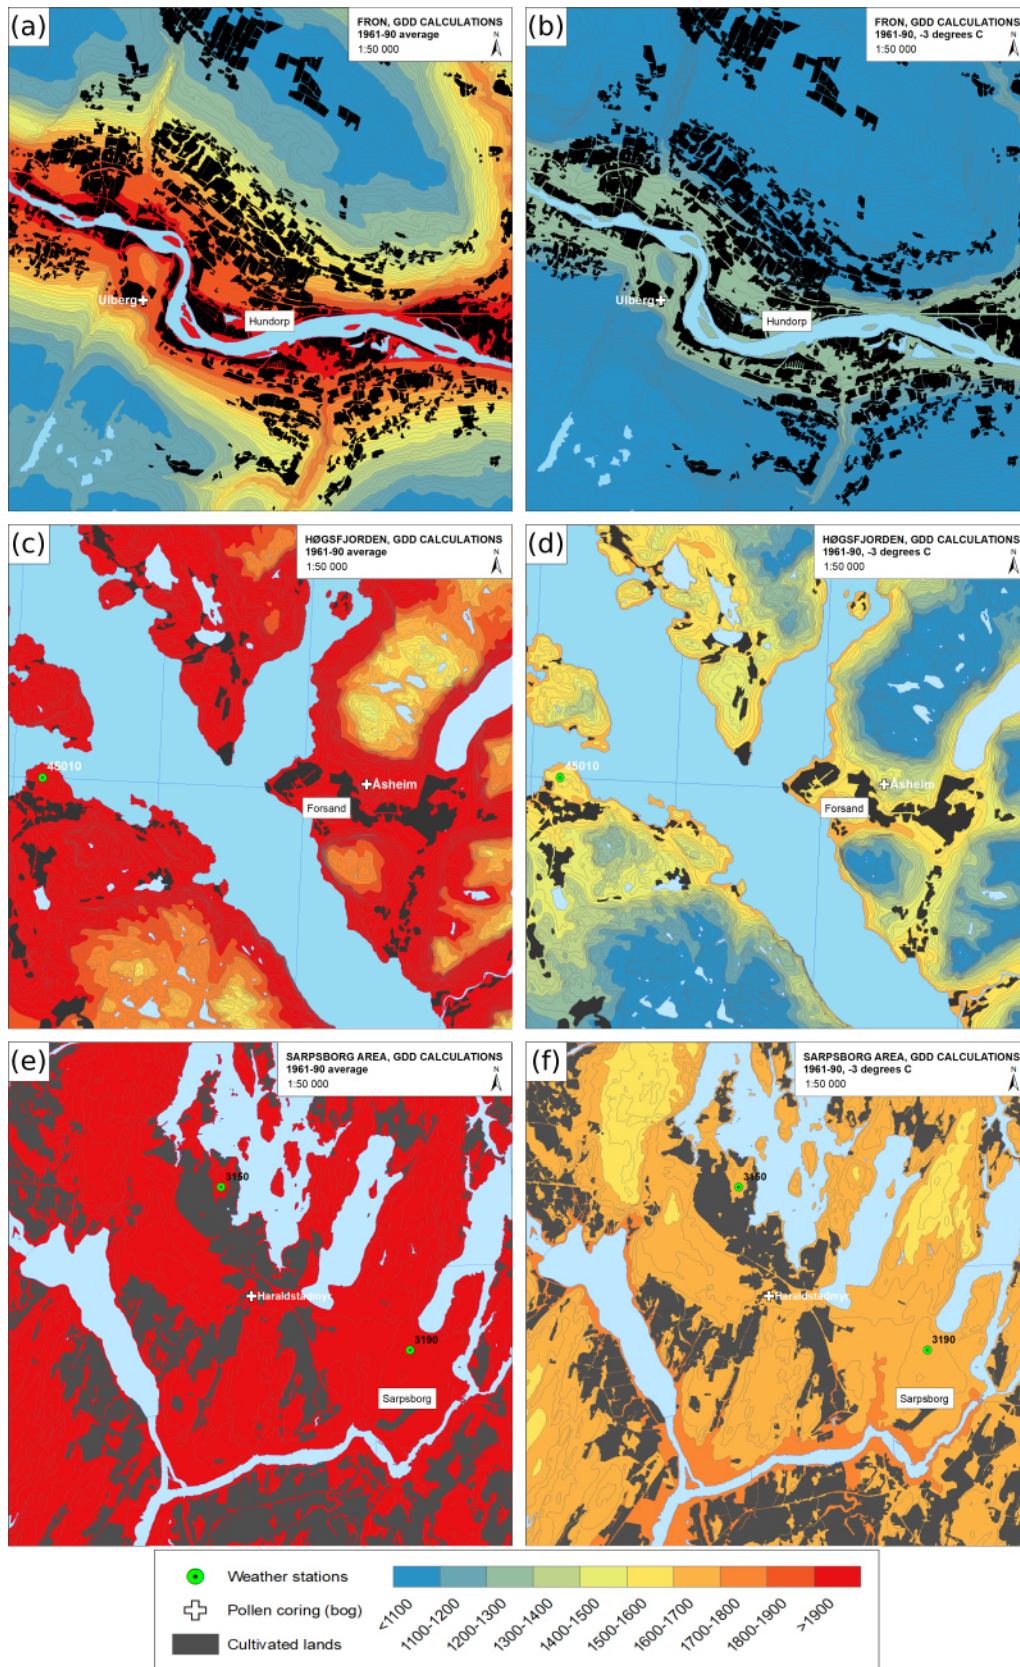 (a)
FRON, GDD CALCULATIONS
1961-90 average
1:50 000
N
Ulberg
Hundorp
(b)
FRON, GDD CALCULATIONS
1961-90, -3 degrees C
1:50 000
N
Ulberg
Hundorp
(c)
HØGSFJORDEN, GDD CALCULATIONS
1961-90 average
1:50 000
N
45010
Åsheim
Forsand
(d)
HØGSFJORDEN, GDD CALCULATIONS
1961-90, -3 degrees C
1:50 000
N
45010
Åsheim
Forsand
(e)
SARPSBORG AREA, GDD CALCULATIONS
1961-90 average
1:50 000
N
3150
Haraldstadmyr
3190
Sarpsborg
(f)
SARPSBORG AREA, GDD CALCULATIONS
1961-90, -3 degrees C
1:50 000
N
3150
Haraldstadmyr
3190
Sarpsborg
Weather stations
Pollen coring (bog)
Cultivated lands
<1100
1100-1200
1200-1300
1300-1400
1400-1500
1500-1600
1600-1700
1700-1800
1800-1900
>1900